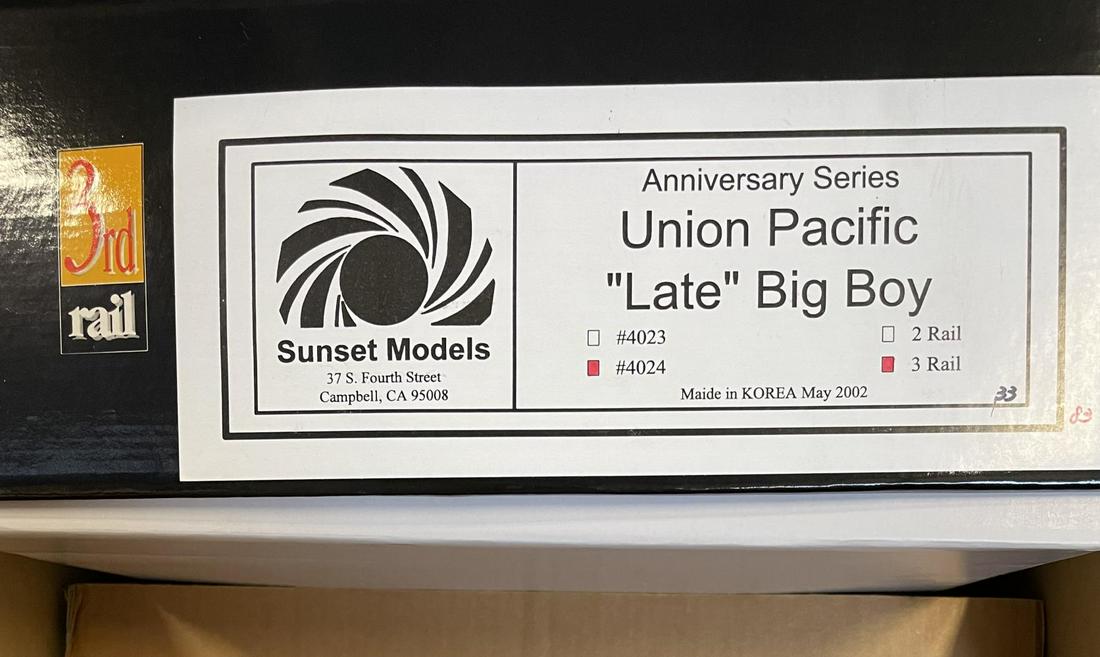 3rd
rail
Sunset Models
37 S. Fourth Street
Campbell, CA 95008
Anniversary Series
Union Pacific
"Late" Big Boy
#4023
#4024
2 Rail
3 Rail
Maide in KOREA May 2002
33
83